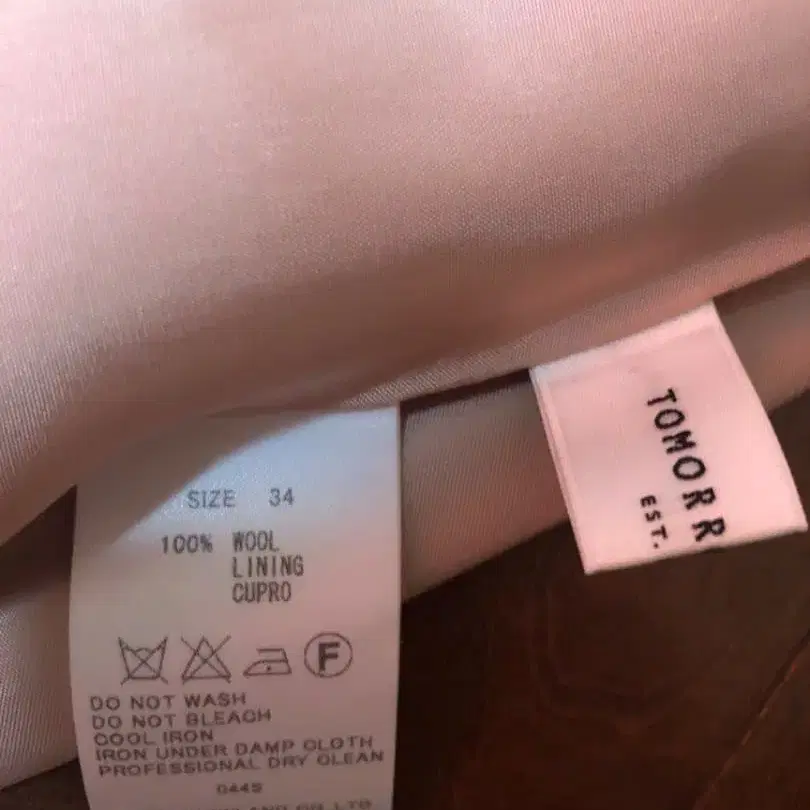 SIZE 34
100% WOOL
LINING
CUPRO
F
DO NOT WASH
DO NOT BLEACH
COOL IRON
IRON UNDER DAMP CLOTH
PROFESSIONAL DRY CLEAN
044S
TOMORR
EST.